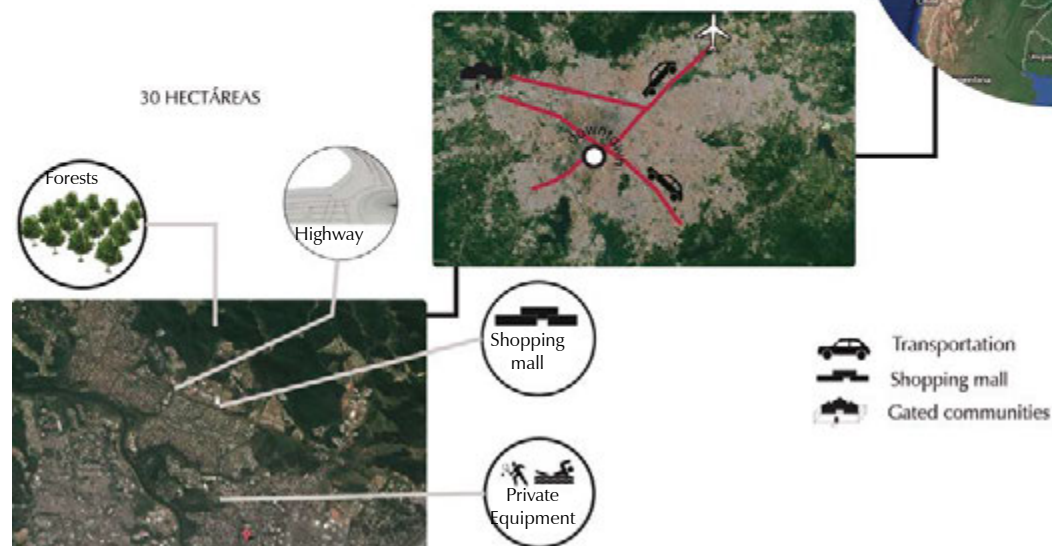 30 HECTÁREAS
Forests
Highway
Downtown
Shopping
mall
Private
Equipment
Transportation
Shopping mall
Gated communities